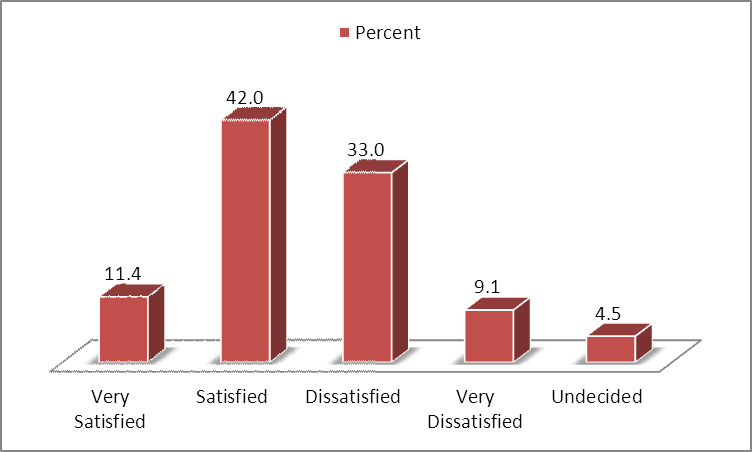 Percent
42.0
33.0
11.4
9.1
4.5
Very
Satisfied
Satisfied
Dissatisfied
Very
Dissatisfied
Undecided